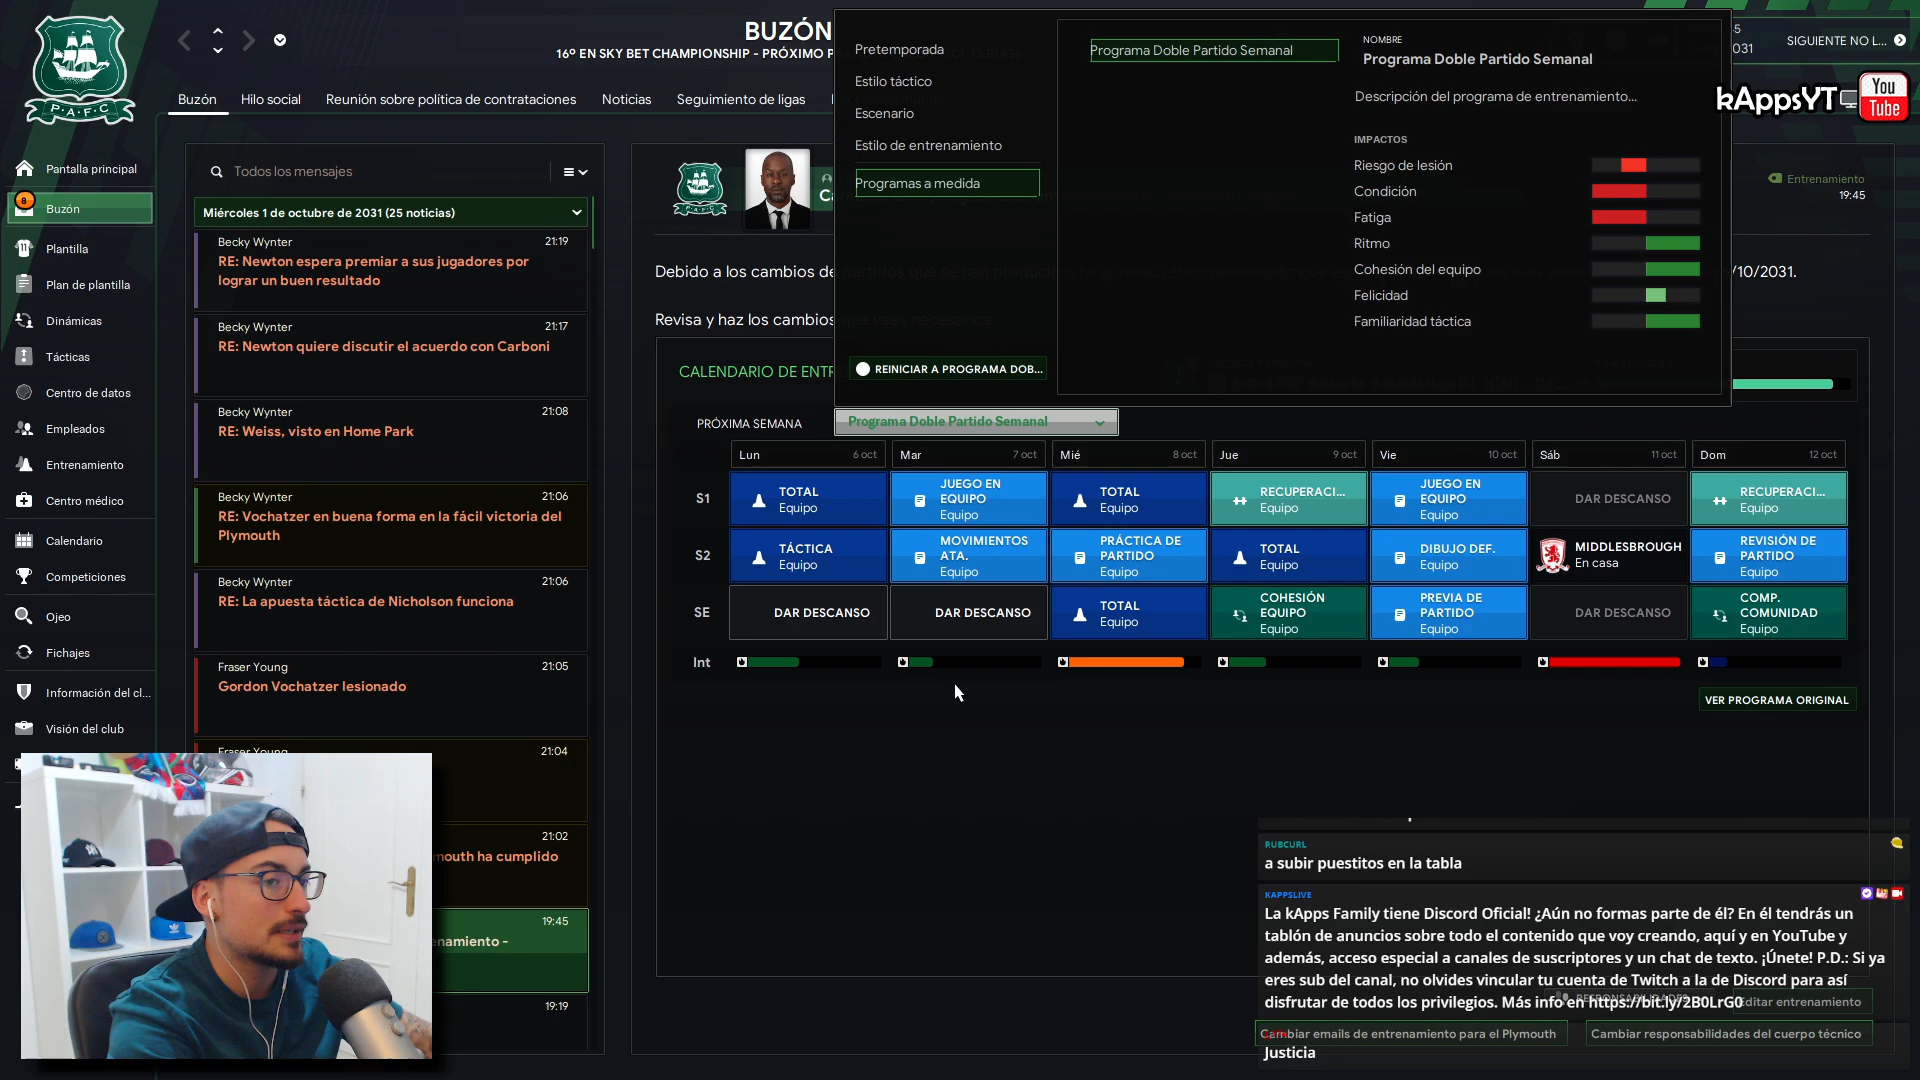 BUZÓN
16º EN SKY BET CHAMPIONSHIP - PRÓXIMO P
SIGUIENTE NO L...
kAppsYT
You
Tube
P.A.F.C
Buzón
Hilo social
Reunión sobre política de contrataciones
Noticias
Seguimiento de ligas
Pantalla principal
8
Buzón
Plantilla
Plan de plantilla
Dinámicas
Tácticas
Centro de datos
Empleados
Entrenamiento
Centro médico
Calendario
Competiciones
Ojeo
Fichajes
Información del cl...
Visión del club
Todos los mensajes
Miércoles 1 de octubre de 2031 (25 noticias)
Becky Wynter 21:19
RE: Newton espera premiar a sus jugadores por
lograr un buen resultado
Becky Wynter 21:17
RE: Newton quiere discutir el acuerdo con Carboni
Becky Wynter 21:08
RE: Weiss, visto en Home Park
Becky Wynter 21:06
RE: Vochatzer en buena forma en la fácil victoria del
Plymouth
Becky Wynter 21:06
RE: La apuesta táctica de Nicholson funciona
Fraser Young 21:05
Gordon Vochatzer lesionado
Fraser Young 21:04
21:02
mouth ha cumplido
19:45
enamiento -
19:19
Entrenamiento
19:45
Debido a los cambios de partidos que se han producido
/10/2031.
Revisa y haz los cambios que veas necesarios
CALENDARIO DE ENTR
Pretemporada
Estilo táctico
Escenario
Estilo de entrenamiento
Programas a medida
REINICIAR A PROGRAMA DOB...
Programa Doble Partido Semanal
NOMBRE
Programa Doble Partido Semanal
Descripción del programa de entrenamiento...
IMPACTOS
Riesgo de lesión
Condición
Fatiga
Ritmo
Cohesión del equipo
Felicidad
Familiaridad táctica
PRÓXIMA SEMANA
Programa Doble Partido Semanal
Lun 6 oct
Mar 7 oct
Mié 8 oct
Jue 9 oct
Vie 10 oct
Sáb 11 oct
Dom 12 oct
S1
TOTAL
Equipo
JUEGO EN
EQUIPO
Equipo
TOTAL
Equipo
RECUPERACI...
Equipo
JUEGO EN
EQUIPO
Equipo
DAR DESCANSO
RECUPERACI...
Equipo
S2
TÁCTICA
Equipo
MOVIMIENTOS
ATA.
Equipo
PRÁCTICA DE
PARTIDO
Equipo
TOTAL
Equipo
DIBUJO DEF.
Equipo
MIDDLESBROUGH
En casa
REVISIÓN DE
PARTIDO
Equipo
SE
DAR DESCANSO
DAR DESCANSO
TOTAL
Equipo
COHESIÓN
EQUIPO
Equipo
PREVIA DE
PARTIDO
Equipo
DAR DESCANSO
COMP.
COMUNIDAD
Equipo
Int
VER PROGRAMA ORIGINAL
RUBCURL
a subir puestitos en la tabla
KAPPSLIVE
La kApps Family tiene Discord Oficial! ¿Aún no formas parte de él? En él tendrás un
tablón de anuncios sobre todo el contenido que voy creando, aquí y en YouTube y
además, acceso especial a canales de suscriptores y un chat de texto. ¡Únete! P.D.: Si ya
eres sub del canal, no olvides vincular tu cuenta de Twitch a la de Discord para así
disfrutar de todos los privilegios. Más info en https://bit.ly/2B0LrG0
Editar entrenamiento
Cambiar emails de entrenamiento para el Plymouth
Cambiar responsabilidades del cuerpo técnico
Justicia